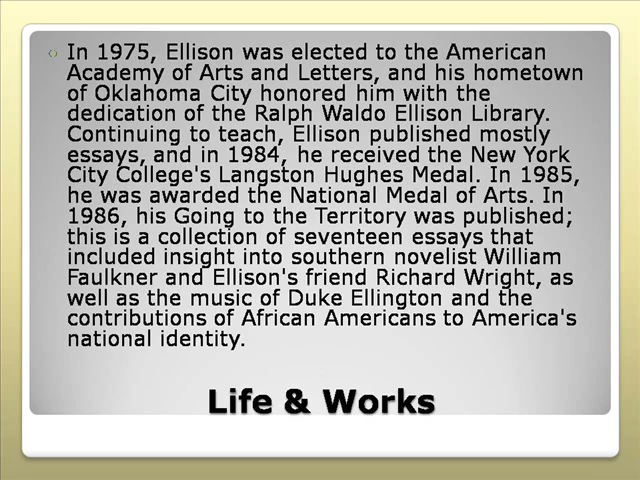 In 1975, Ellison was elected to the American
Academy of Arts and Letters, and his hometown
of Oklahoma City honored him with the
dedication of the Ralph Waldo Ellison Library.
Continuing to teach, Ellison published mostly
essays, and in 1984, he received the New York
City College's Langston Hughes Medal. In 1985,
he was awarded the National Medal of Arts. In
1986, his Going to the Territory was published;
this is a collection of seventeen essays that
included insight into southern novelist William
Faulkner and Ellison's friend Richard Wright, as
well as the music of Duke Ellington and the
contributions of African Americans to America's
national identity.
Life & Works